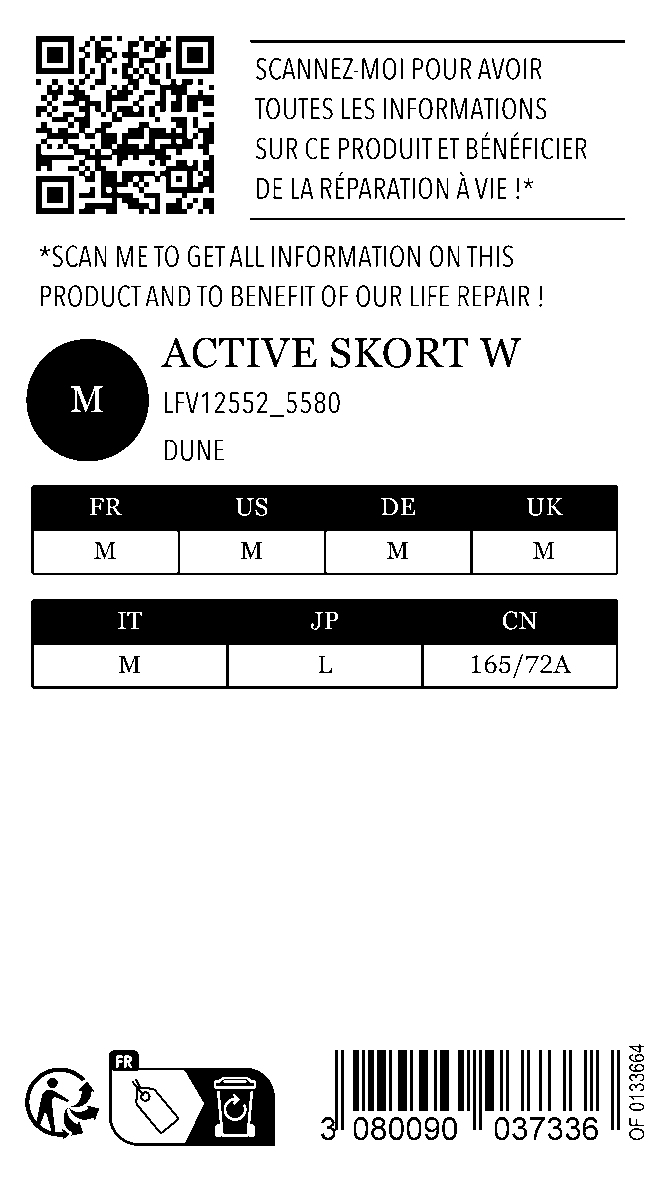 SCANNEZ-MOI POUR AVOIR
TOUTES LES INFORMATIONS
SUR CE PRODUIT ET BÉNÉFICIER
DE LA RÉPARATION À VIE !*
*SCAN ME TO GET ALL INFORMATION ON THIS
PRODUCT AND TO BENEFIT OF OUR LIFE REPAIR !
M
ACTIVE SKORT W
LFV12552_5580
DUNE
FR US DE UK
M M M M
IT JP CN
M L 165/72A
FR
3 080090 037336
OF 0133664